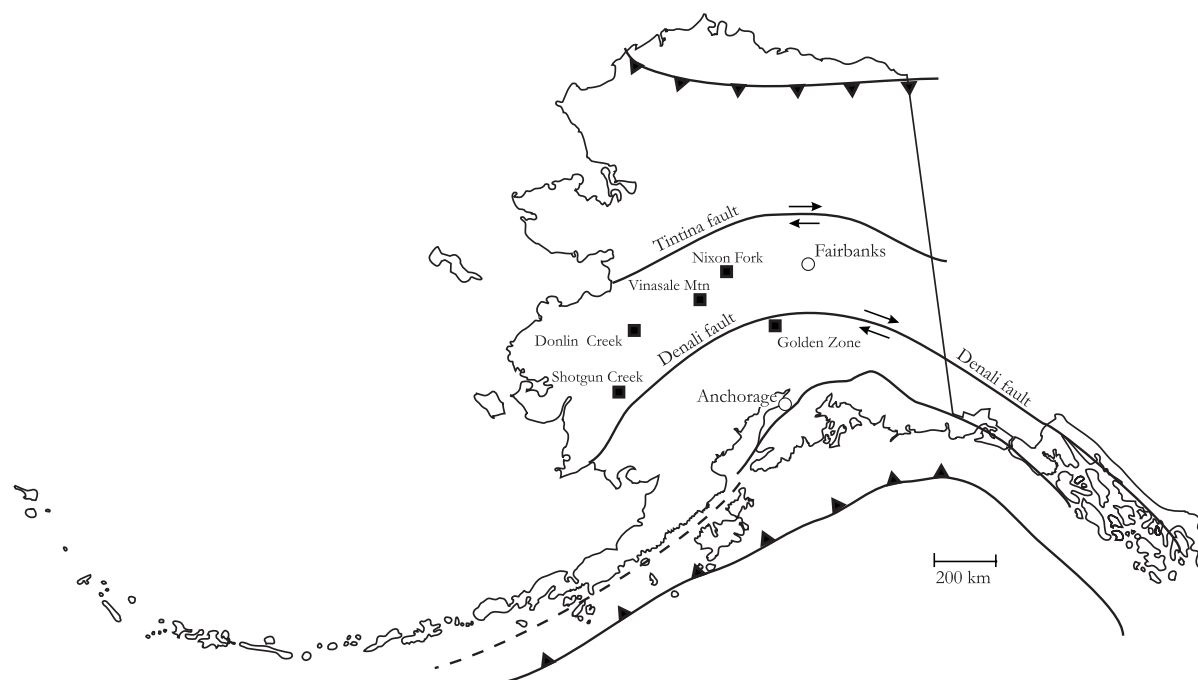 Tintina fault
Fairbanks
Nixon Fork
Vinasale Mtn
Donlin Creek
Denali fault
Golden Zone
Denali fault
Shotgun Creek
Anchorage
200 km